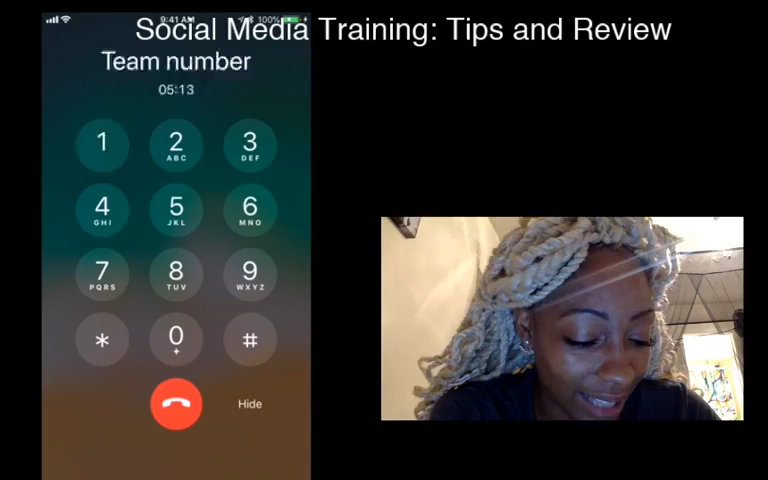 9:41 AM 100%
Social Media Training: Tips and Review
Team number
05:13
1
2
ABC
3
DEF
4
GHI
5
JKL
6
MNO
7
PQRS
8
TUV
9
WXYZ
*
0
+
#
Hide